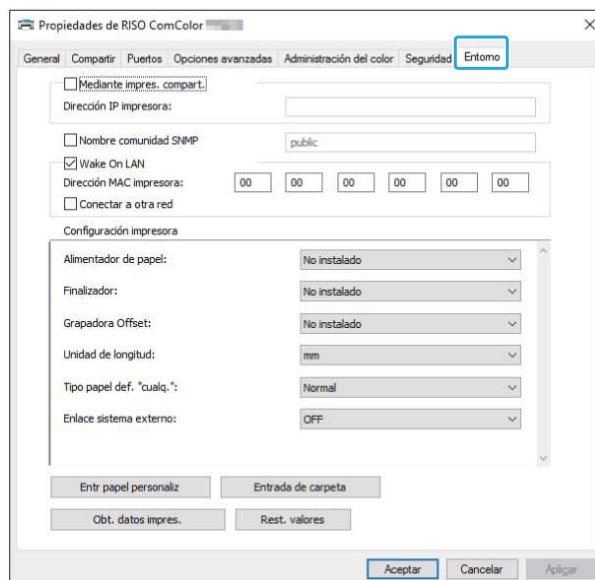 Propiedades de RISO ComColor
General Compartir Puertos Opciones avanzadas Administración del color Seguridad Entorno
Mediante impres. compart.
Dirección IP impresora:
Nombre comunidad SNMP public
Wake On LAN
Dirección MAC impresora: 00 00 00 00 00 00
Conectar a otra red
Configuración impresora
Alimentador de papel: No instalado
Finalizador: No instalado
Grapadora Offset: No instalado
Unidad de longitud: mm
Tipo papel def. "cualq.": Normal
Enlace sistema externo: OFF
Entr papel personaliz Entrada de carpeta
Obt. datos impres. Rest. valores
Aceptar Cancelar Aplicar